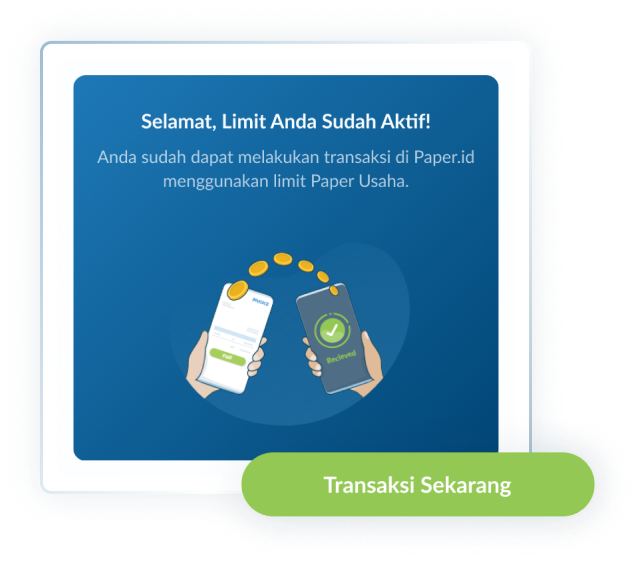 Selamat, Limit Anda Sudah Aktif!
Anda sudah dapat melakukan transaksi di Paper.id
menggunakan limit Paper Usaha.
INVOICE
Recieved
Transaksi Sekarang